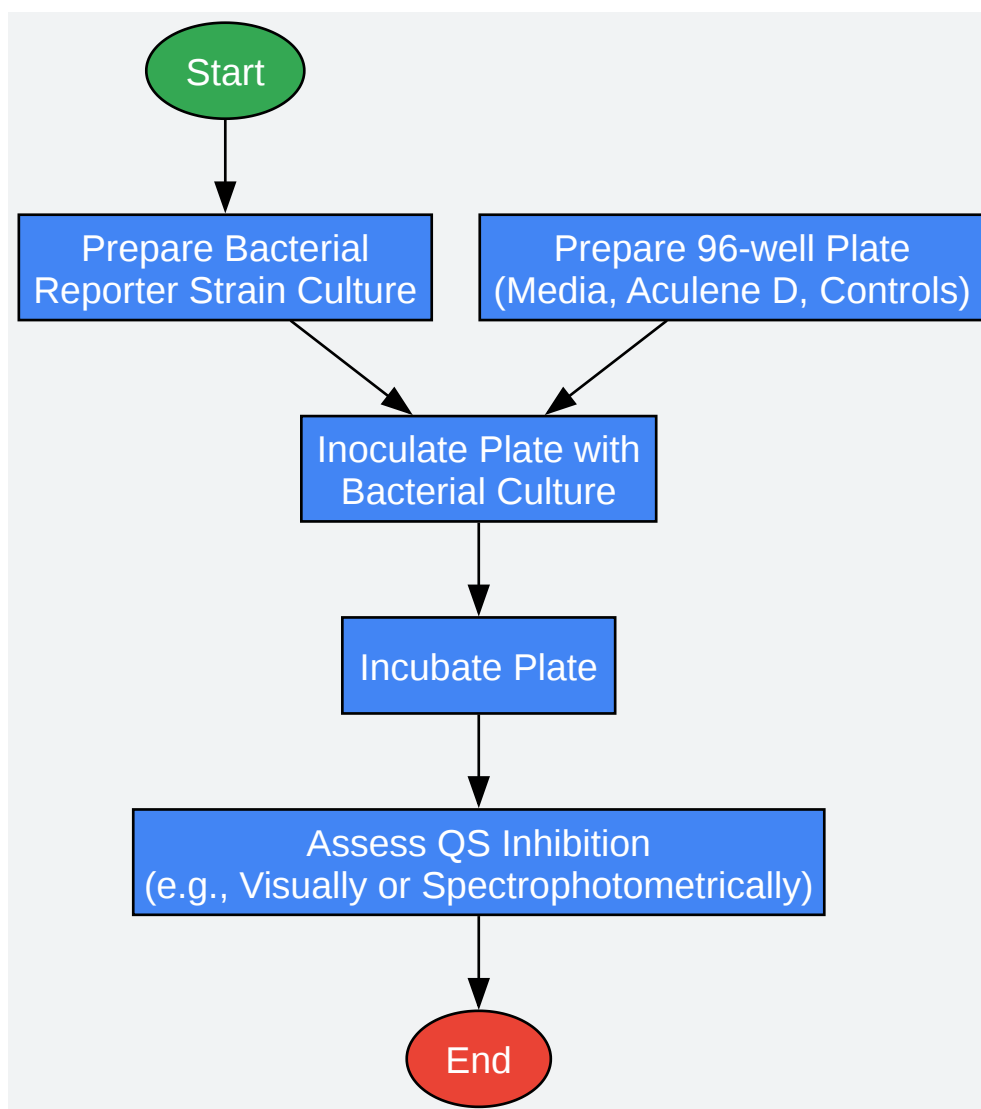 Start
Prepare Bacterial
Reporter Strain Culture
Prepare 96-well Plate
(Media, Aculene D, Controls)
Inoculate Plate with
Bacterial Culture
Incubate Plate
Assess QS Inhibition
(e.g., Visually or Spectrophotometrically)
End